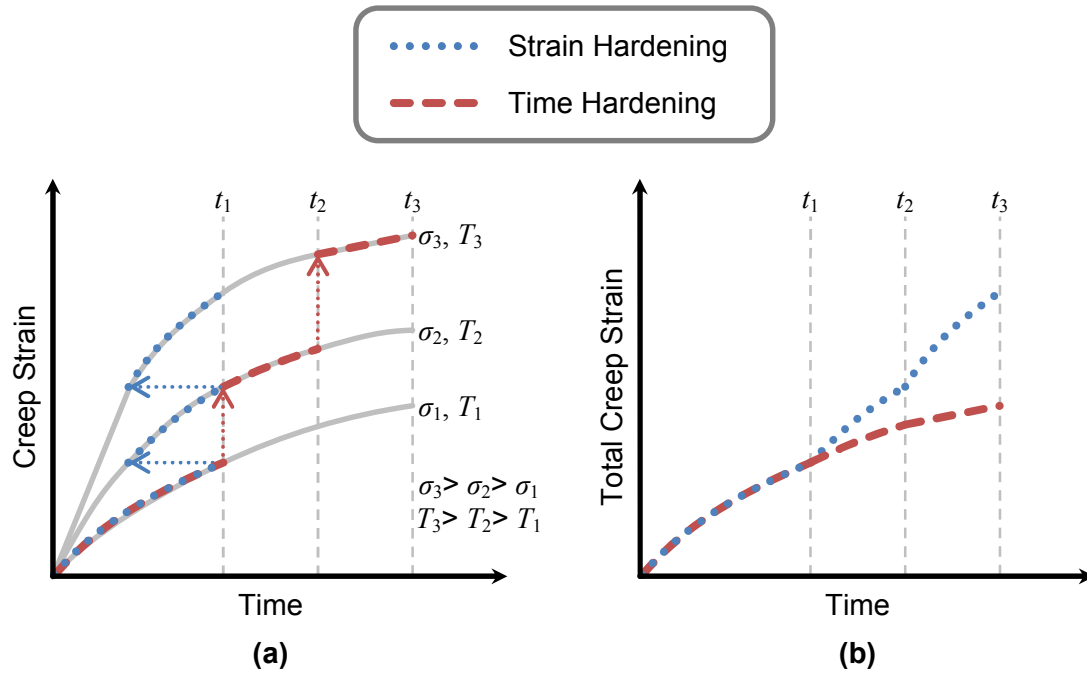 Strain Hardening
Time Hardening
t1 t2 t3
σ3, T3
σ2, T2
σ1, T1
σ3> σ2> σ1
T3> T2> T1
Creep Strain
Time
(a)
t1 t2 t3
Total Creep Strain
Time
(b)